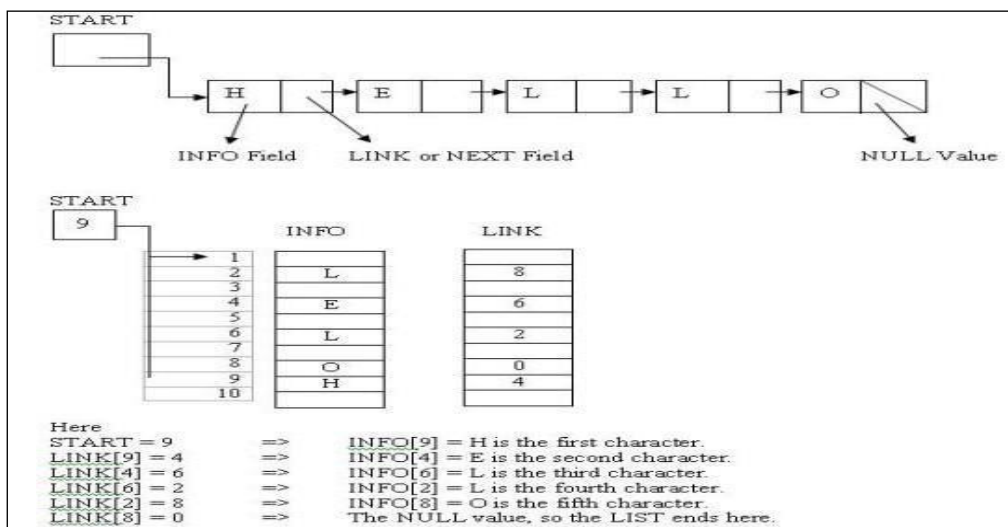 START
H E L L O
INFO Field LINK or NEXT Field NULL Value
START
9
INFO LINK
1
2 L 8
3
4 E 6
5
6 L 2
7
8 O 0
9 H 4
10
Here
START = 9 => INFO[9] = H is the first character.
LINK[9] = 4 => INFO[4] = E is the second character.
LINK[4] = 6 => INFO[6] = L is the third character.
LINK[6] = 2 => INFO[2] = L is the fourth character.
LINK[2] = 8 => INFO[8] = O is the fifth character.
LINK[8] = 0 => The NULL value, so the LIST ends here.